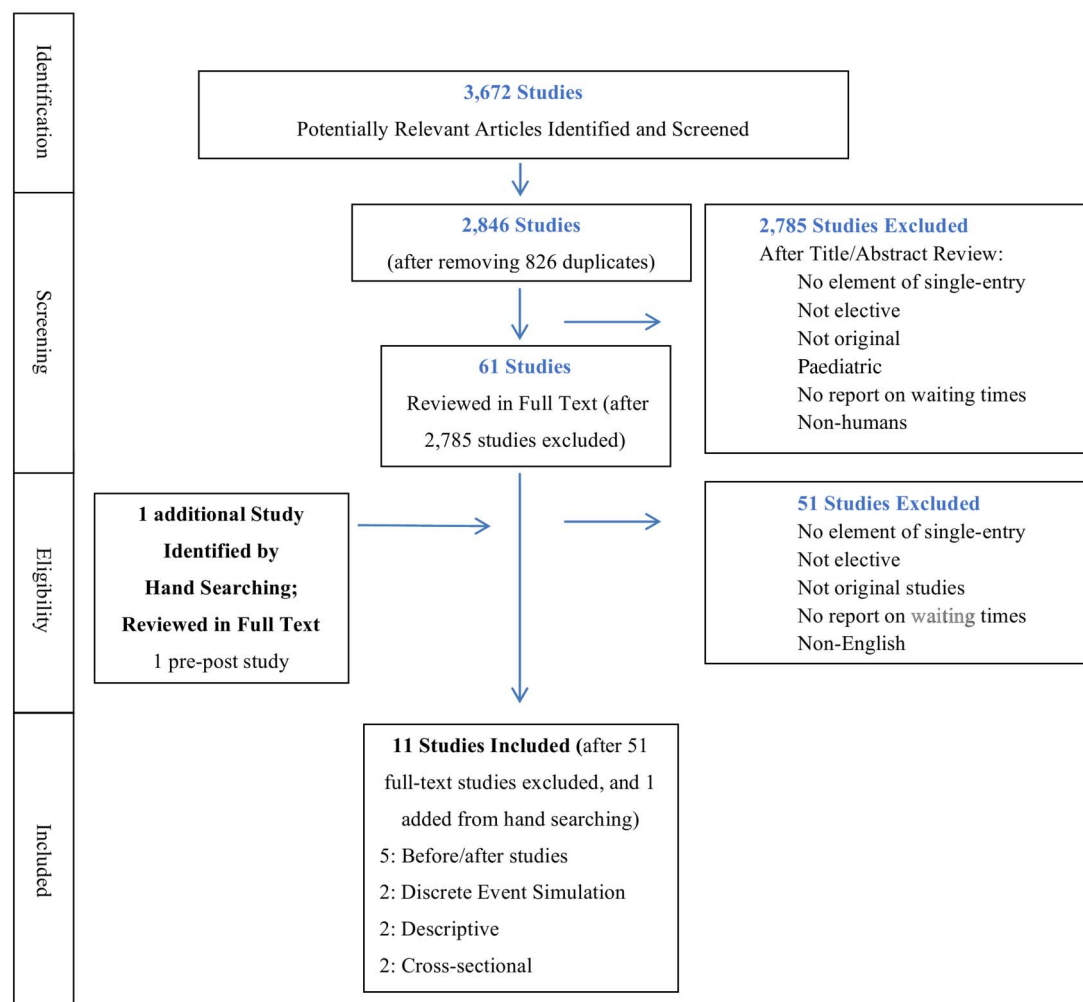 Identification
3,672 Studies
Potentially Relevant Articles Identified and Screened
Screening
2,846 Studies
(after removing 826 duplicates)
2,785 Studies Excluded
After Title/Abstract Review:
No element of single-entry
Not elective
Not original
Paediatric
No report on waiting times
Non-humans
61 Studies
Reviewed in Full Text (after
2,785 studies excluded)
Eligibility
1 additional Study
Identified by
Hand Searching;
Reviewed in Full Text
1 pre-post study
51 Studies Excluded
No element of single-entry
Not elective
Not original studies
No report on waiting times
Non-English
Included
11 Studies Included (after 51
full-text studies excluded, and 1
added from hand searching)
5: Before/after studies
2: Discrete Event Simulation
2: Descriptive
2: Cross-sectional